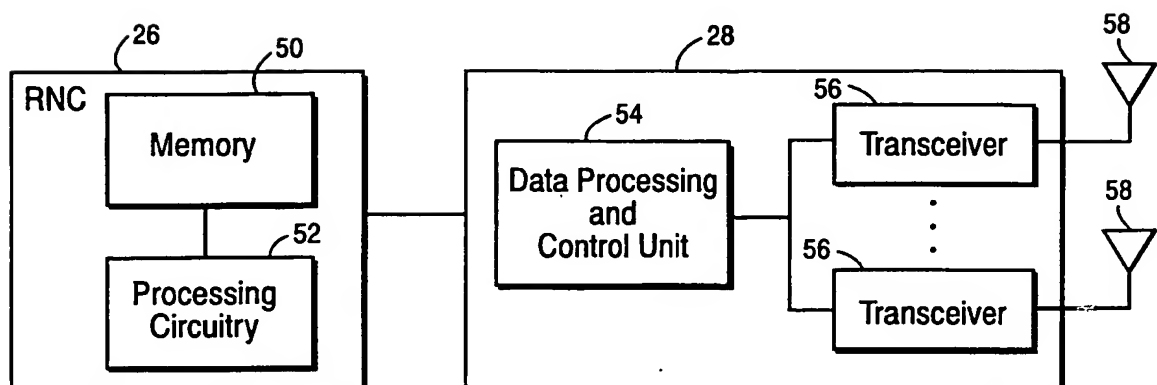 26
50
28
58
RNC
Memory
54
56
Transceiver
Data Processing
and
Control Unit
58
52
56
Processing
Circuitry
Transceiver